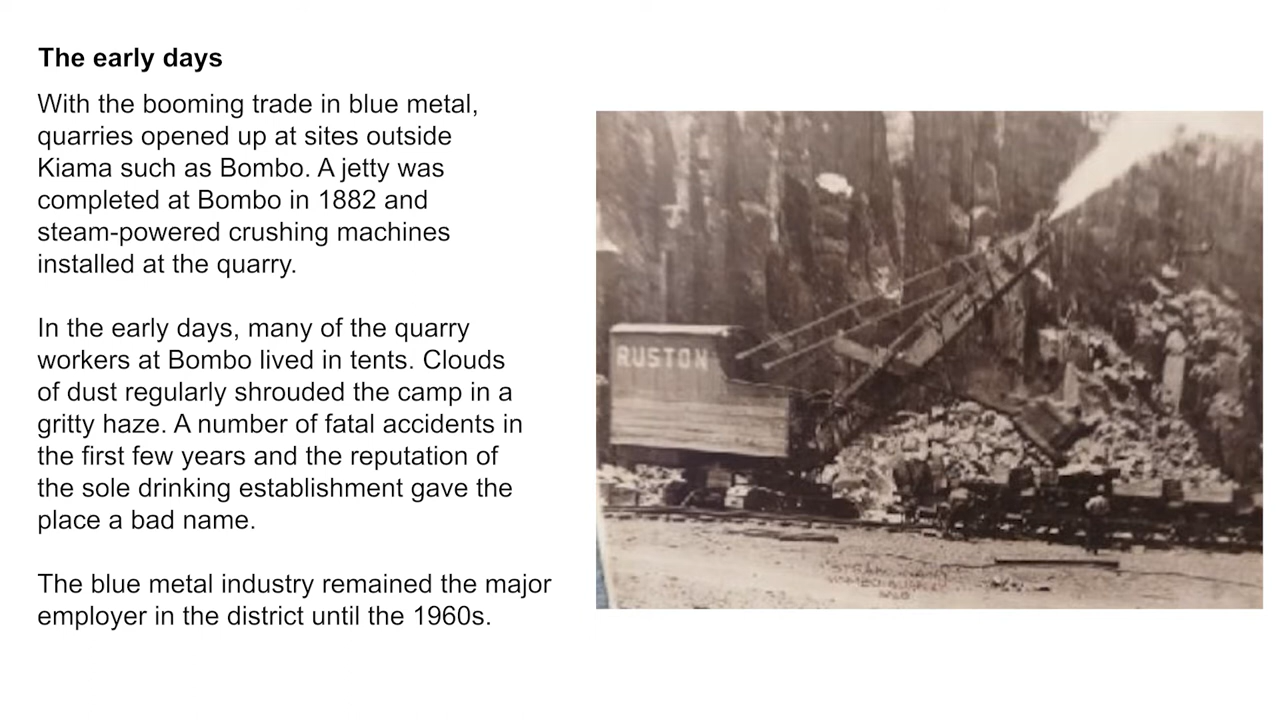 The early days
With the booming trade in blue metal,
quarries opened up at sites outside
Kiama such as Bombo. A jetty was
completed at Bombo in 1882 and
steam-powered crushing machines
installed at the quarry.
In the early days, many of the quarry
workers at Bombo lived in tents. Clouds
of dust regularly shrouded the camp in a
gritty haze. A number of fatal accidents in
the first few years and the reputation of
the sole drinking establishment gave the
place a bad name.
The blue metal industry remained the major
employer in the district until the 1960s.
RUSTON